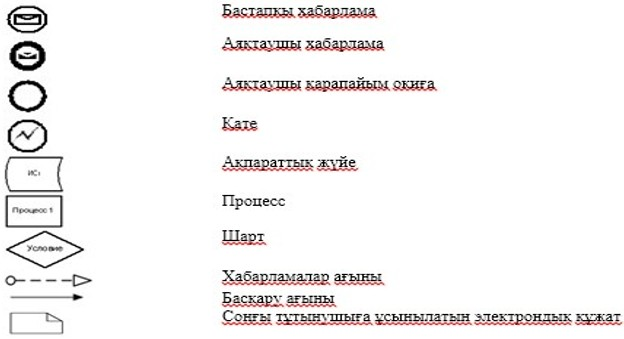 Бастапқы хабарлама
Аяқтаушы хабарлама
Аяқтаушы қарапайым оқиға
Қате
ИС:
Ақпараттық жүйе
Процесс 1
Процесс
Условие
Шарт
Хабарламалар ағыны
Басқару ағыны
Соңғы тұтынушыға ұсынылатын электрондық құжат